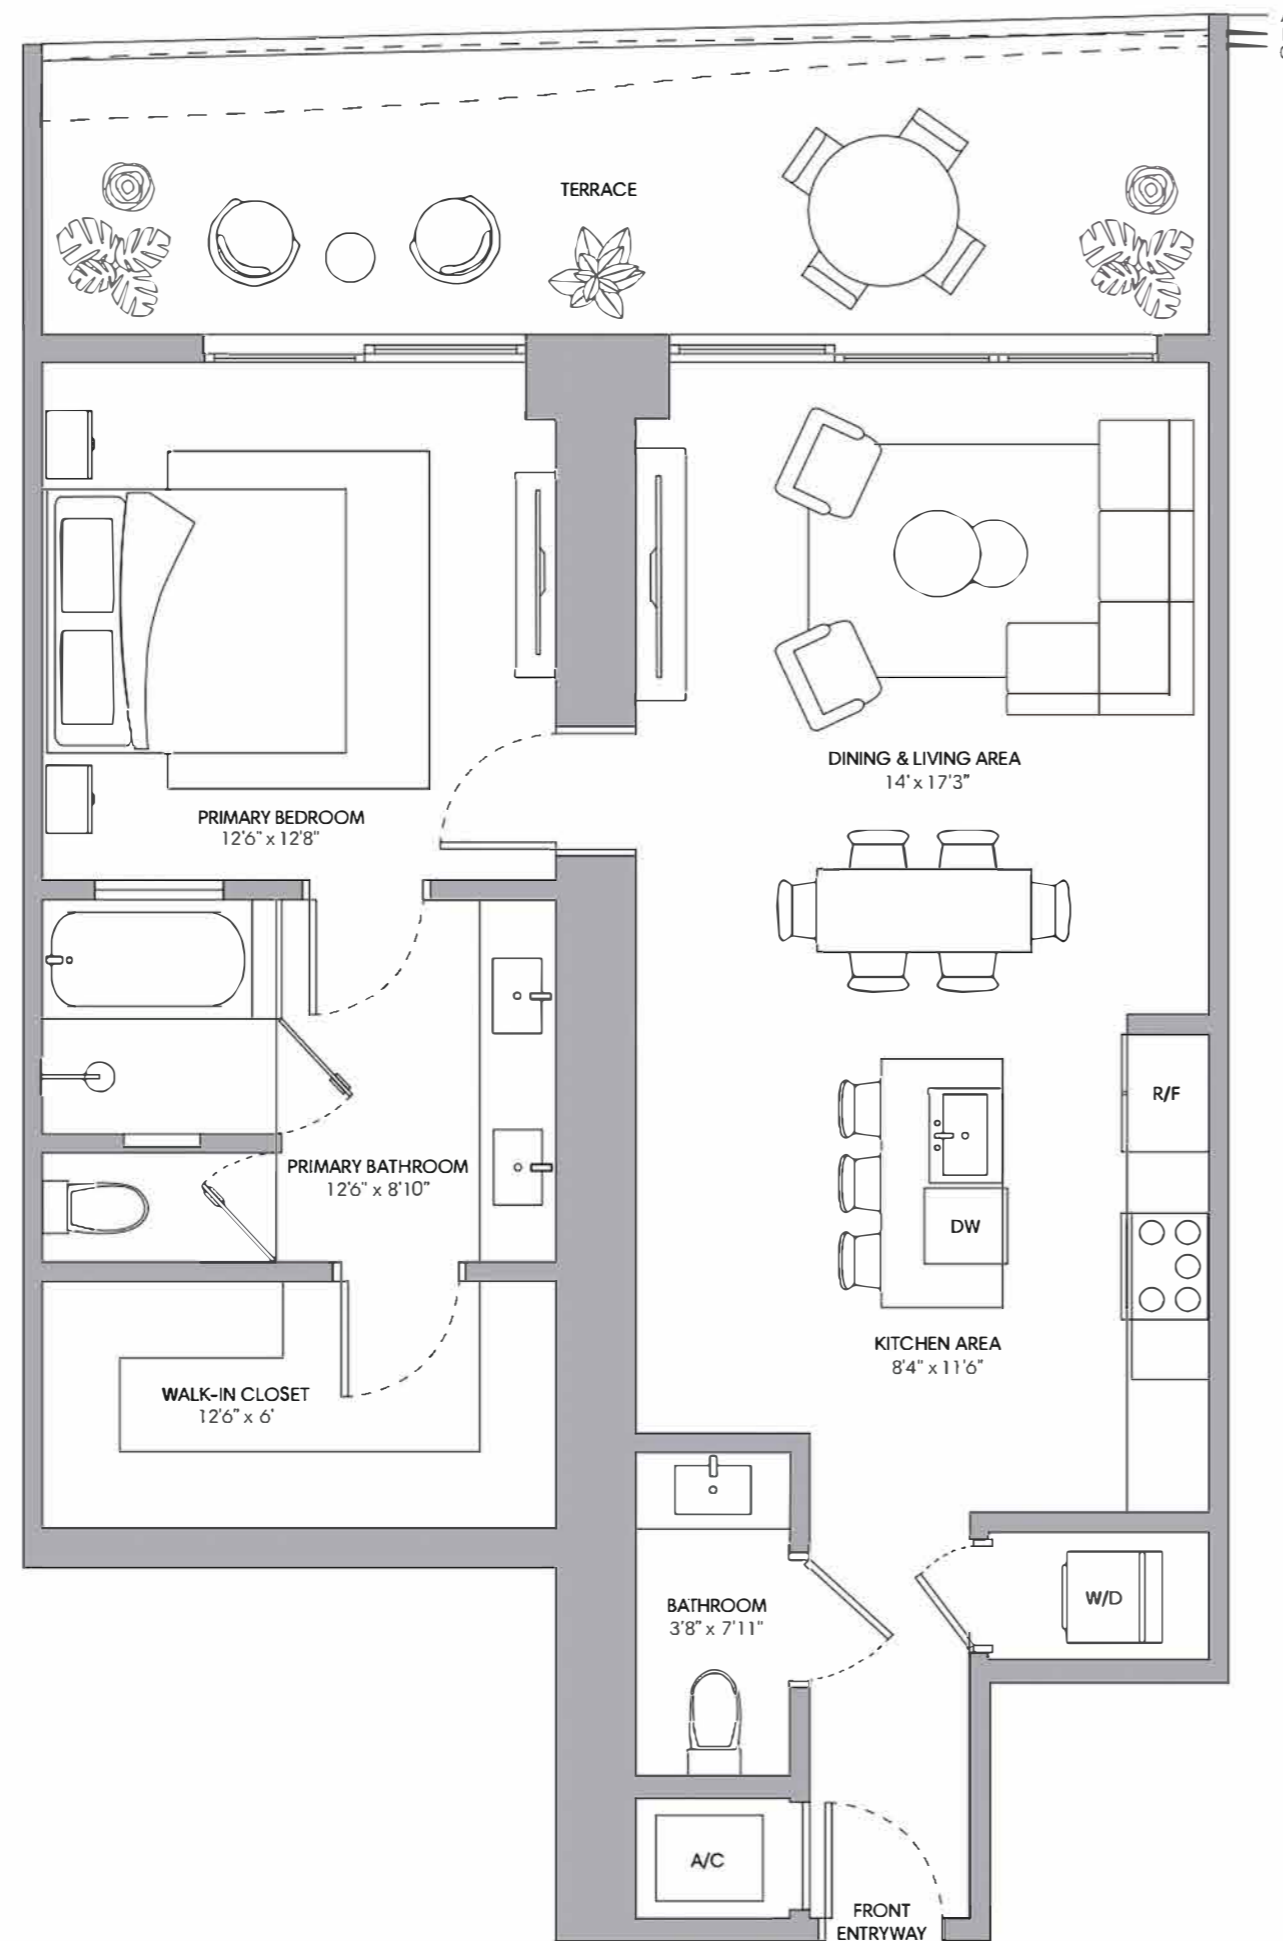 TERRACE
DINING & LIVING AREA
14' x 17'3"
PRIMARY BEDROOM
12'6" x 12'8"
R/F
PRIMARY BATHROOM
12'6" x 8'10"
DW
KITCHEN AREA
8'4" x 11'6"
WALK-IN CLOSET
12'6" x 6'
BATHROOM
3'8" x 7'11"
W/D
A/C
FRONT
ENTRYWAY